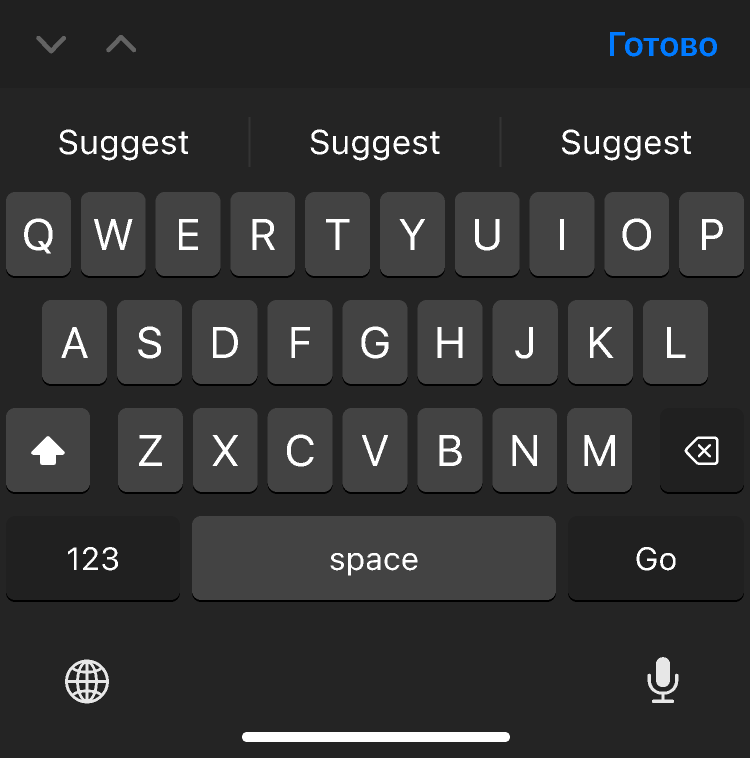 Готово
Suggest Suggest Suggest
Q W E R T Y U I O P
A S D F G H J K L
Z X C V B N M
123 space Go